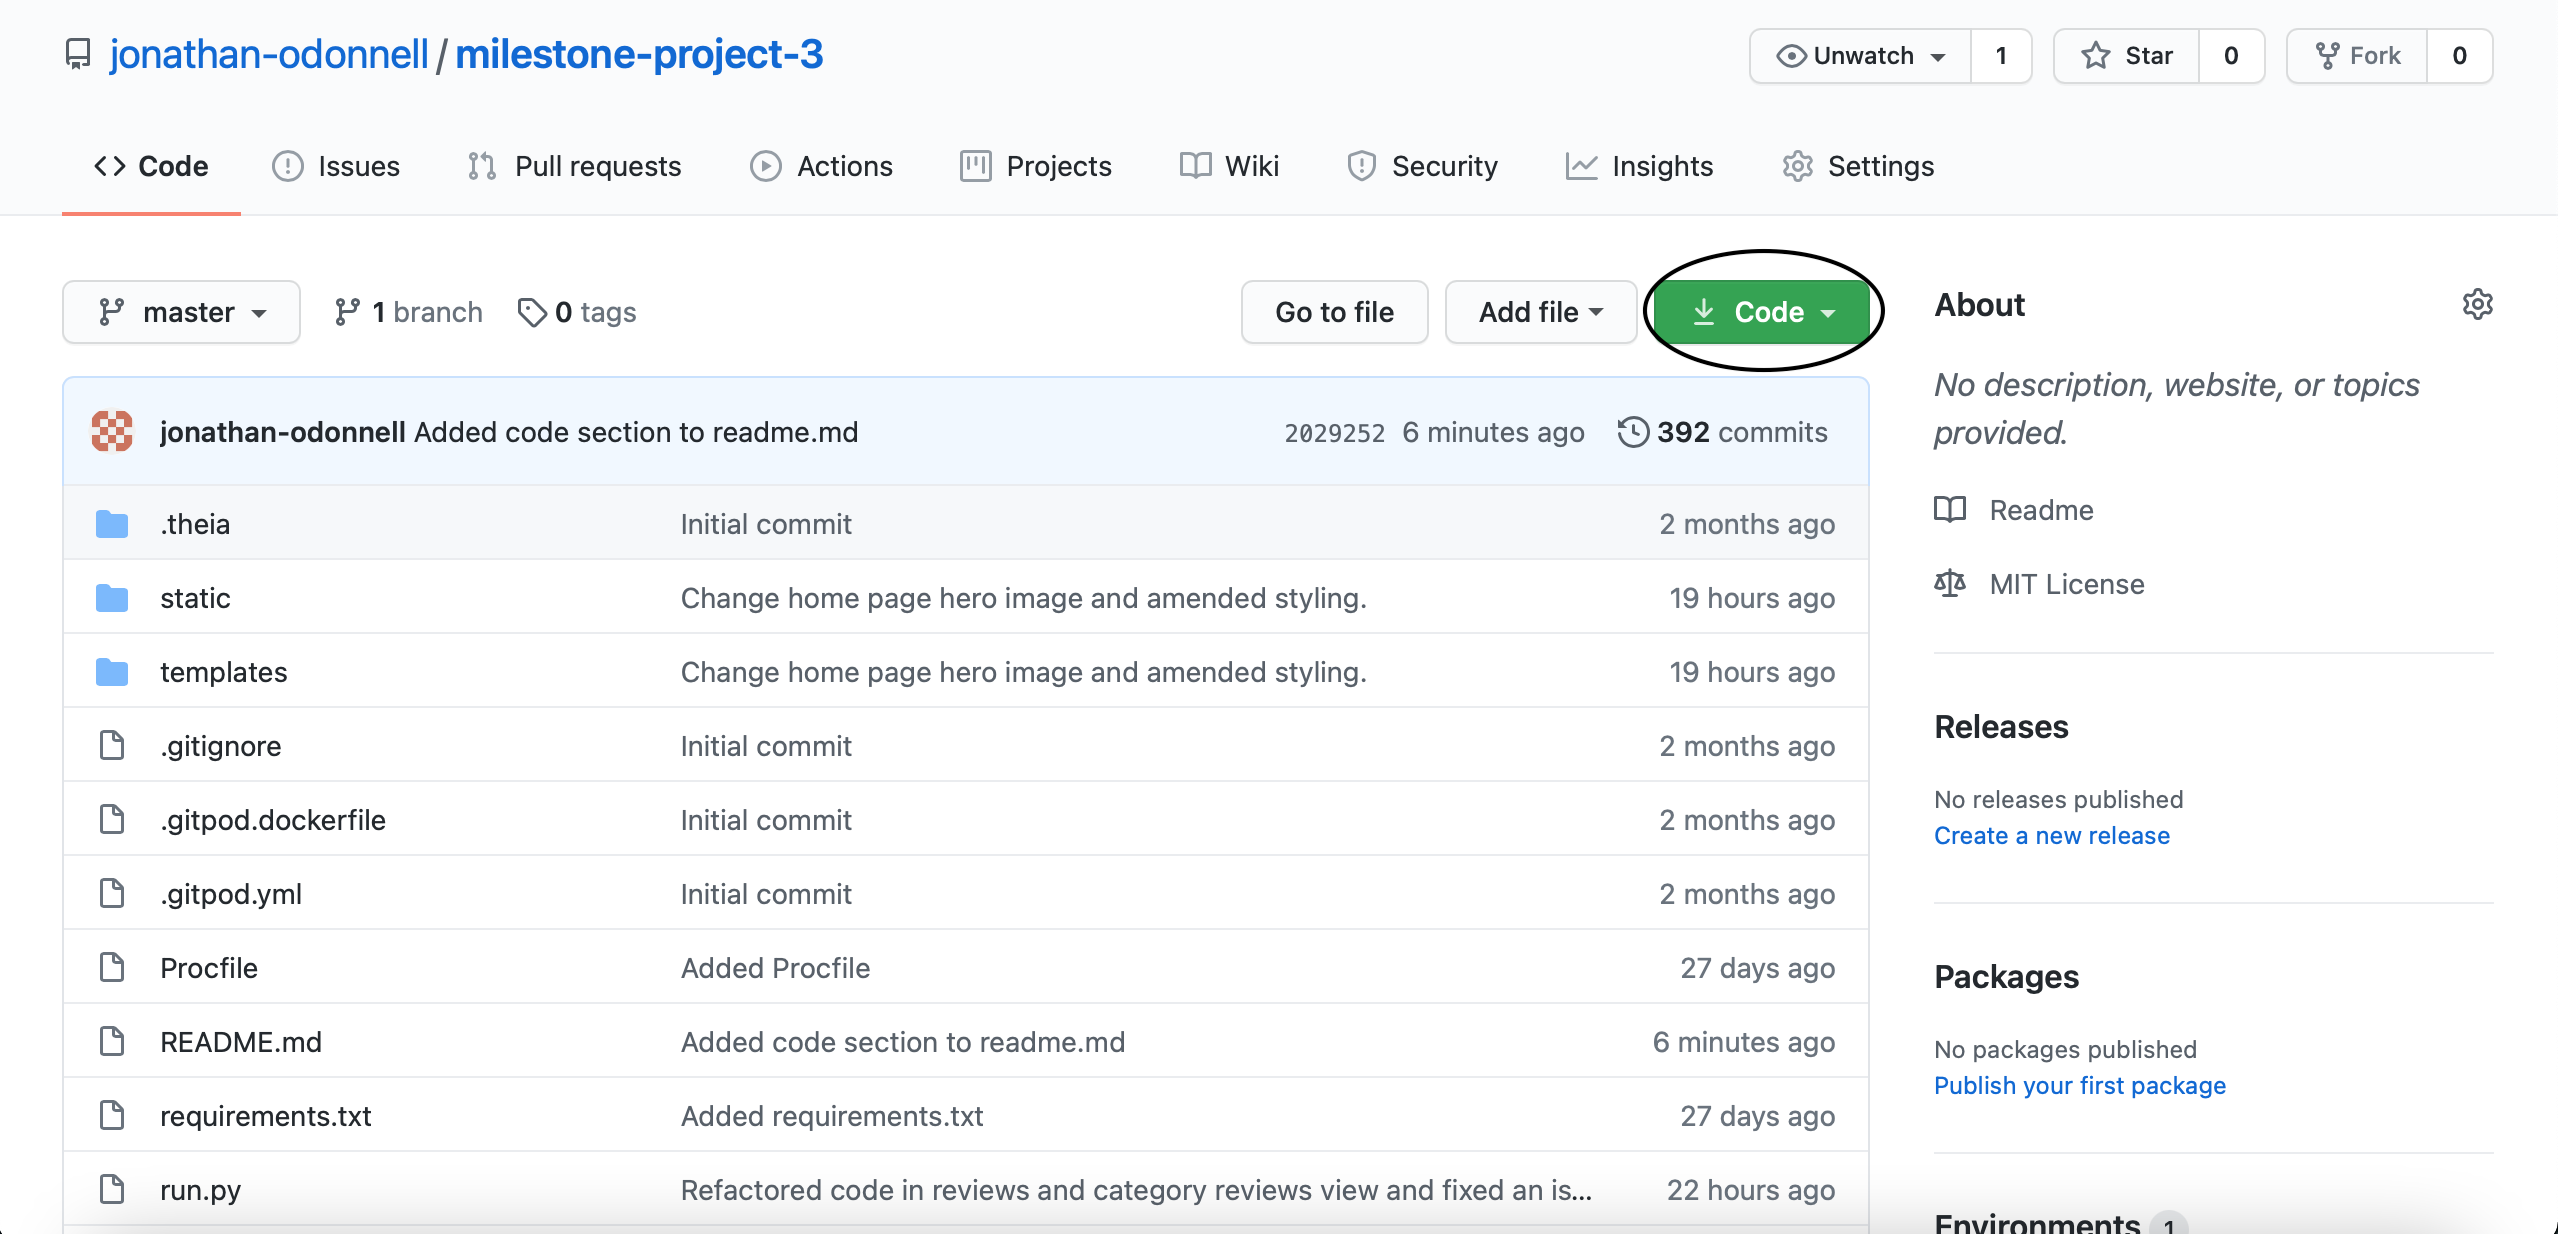 jonathan-odonnell / milestone-project-3
Unwatch 1 Star 0 Fork 0
Code Issues Pull requests Actions Projects Wiki Security Insights Settings
master 1 branch 0 tags Go to file Add file Code
jonathan-odonnell Added code section to readme.md 2029252 6 minutes ago 392 commits
.theia Initial commit 2 months ago
static Change home page hero image and amended styling. 19 hours ago
templates Change home page hero image and amended styling. 19 hours ago
.gitignore Initial commit 2 months ago
.gitpod.dockerfile Initial commit 2 months ago
.gitpod.yml Initial commit 2 months ago
Procfile Added Procfile 27 days ago
README.md Added code section to readme.md 6 minutes ago
requirements.txt Added requirements.txt 27 days ago
run.py Refactored code in reviews and category reviews view and fixed an is... 22 hours ago
About
No description, website, or topics
provided.
Readme
MIT License
Releases
No releases published
Create a new release
Packages
No packages published
Publish your first package
Environments 1